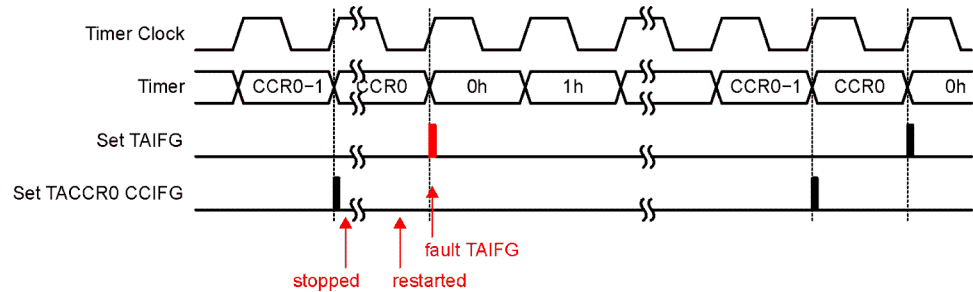 Timer Clock
Timer CCR0−1 CCR0 0h 1h CCR0−1 CCR0 0h
Set TAIFG
Set TACCR0 CCIFG
fault TAIFG
stopped restarted